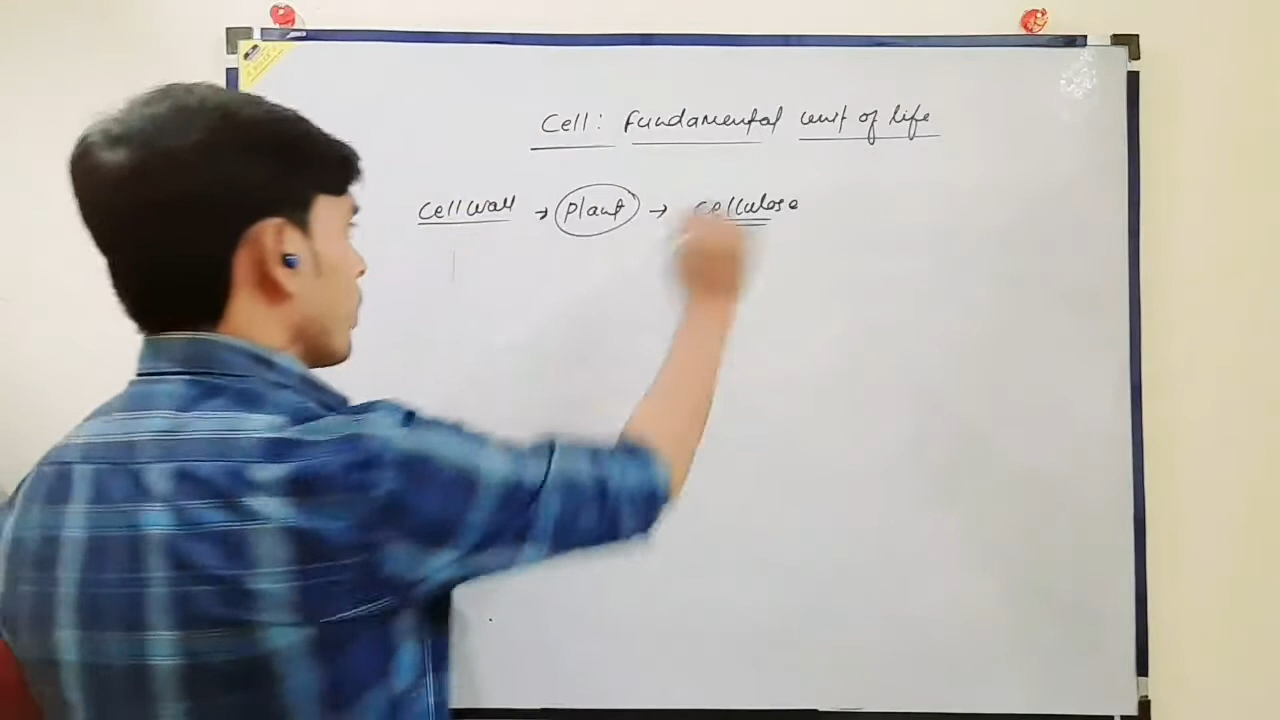 Cell: Fundamental unit of life
Cell wall → Plant → Cellulose